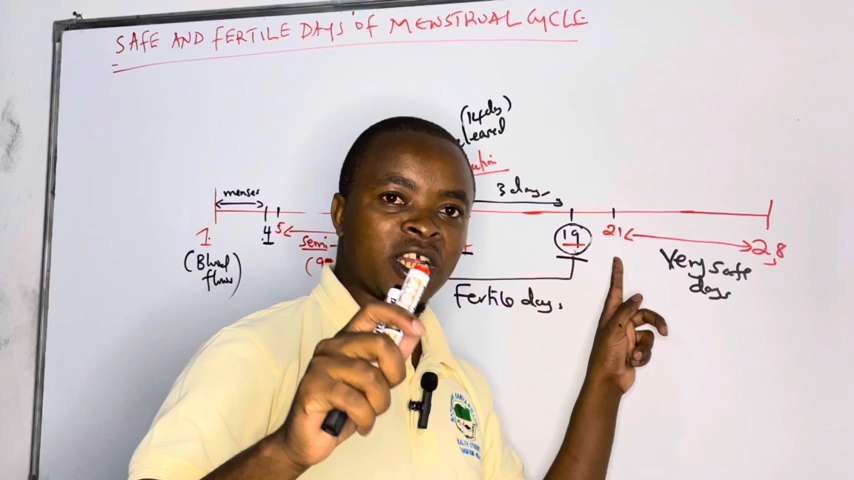 SAFE AND FERTILE DAYS OF MENSTRUAL CYCLE
(14 day)
menses
3 days
1
4
5
19
21
28
semi
(Blood
flow)
Fertile days
Very safe
days